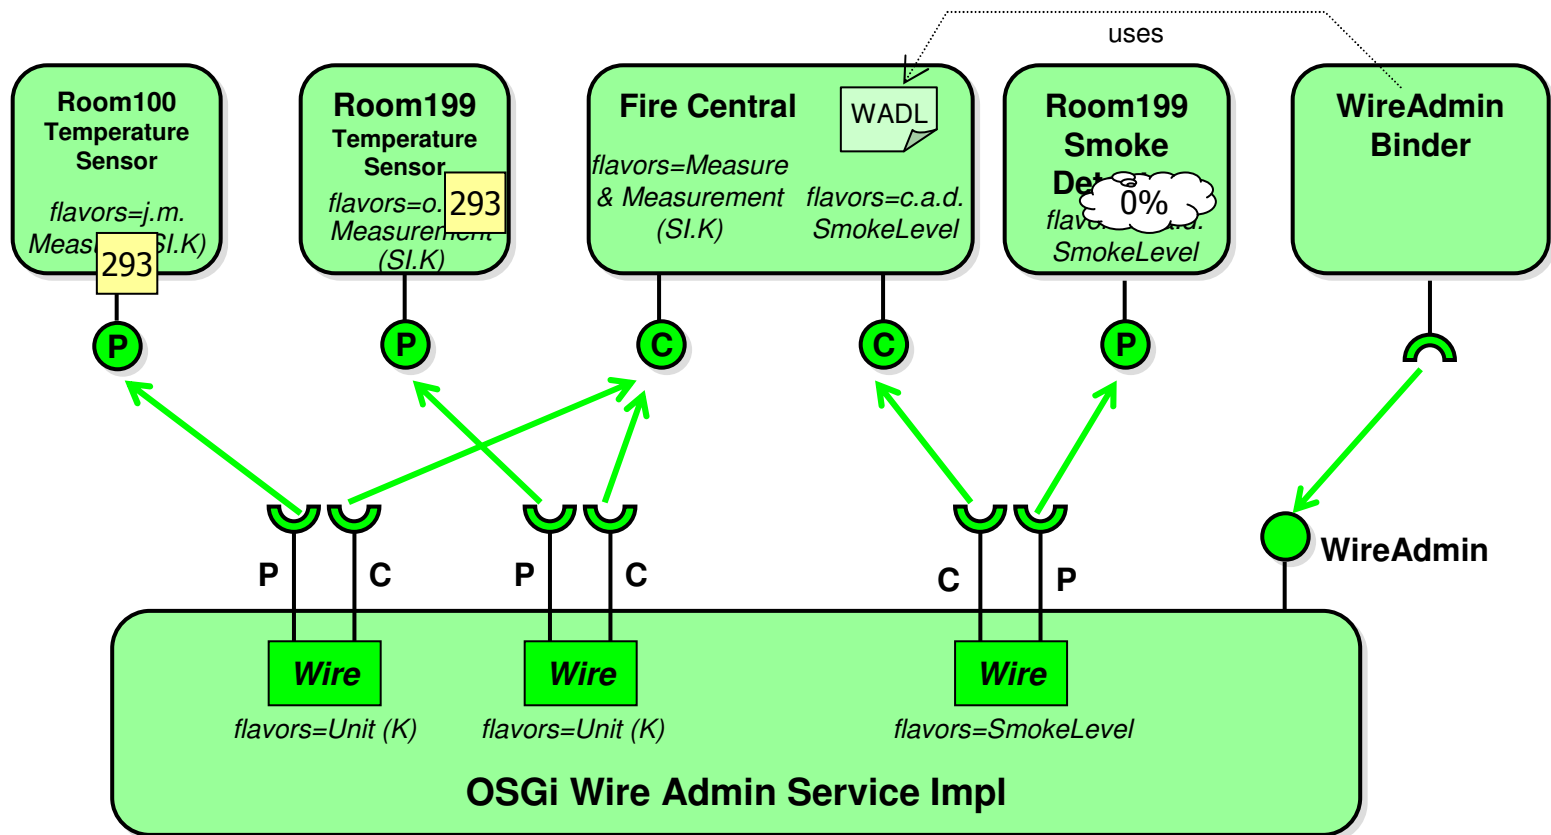 uses
Room100
Temperature
Sensor
flavors=j.m.
SI.K)
293
P
Room199
Temperature
Sensor
flavors=o.
Measurement
(SI.K)
293
P
Fire Central
WADL
flavors=Measure
& Measurement
(SI.K)
flavors=c.a.d.
SmokeLevel
C
C
Room199
Smoke
0%
SmokeLevel
P
WireAdmin
Binder
P
C
P
C
C
P
WireAdmin
Wire
flavors=Unit (K)
Wire
flavors=Unit (K)
Wire
flavors=SmokeLevel
OSGi Wire Admin Service Impl